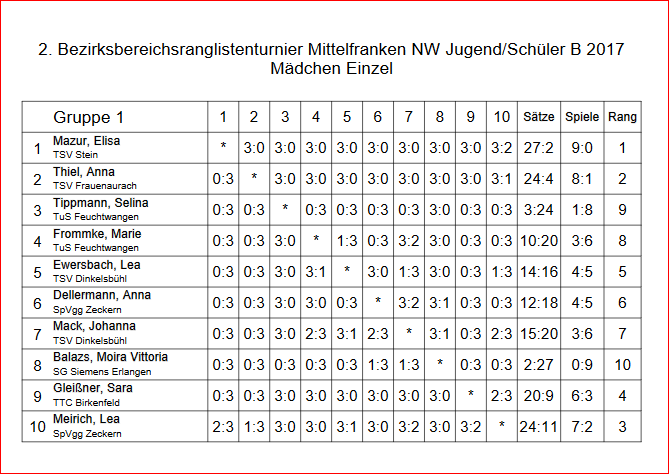 2. Bezirksbereichsranglistenturnier Mittelfranken NW Jugend/Schüler B 2017
Mädchen Einzel
Gruppe 1 1 2 3 4 5 6 7 8 9 10 Sätze Spiele Rang
1 Mazur, Elisa * 3:0 3:0 3:0 3:0 3:0 3:0 3:0 3:0 3:2 27:2 9:0 1
TSV Stein
2 Thiel, Anna 0:3 * 3:0 3:0 3:0 3:0 3:0 3:0 3:0 3:1 24:4 8:1 2
TSV Frauenaurach
3 Tippmann, Selina 0:3 0:3 * 0:3 0:3 0:3 0:3 3:0 0:3 0:3 3:24 1:8 9
TuS Feuchtwangen
4 Frommke, Marie 0:3 0:3 3:0 * 1:3 0:3 3:2 3:0 0:3 0:3 10:20 3:6 8
TuS Feuchtwangen
5 Ewersbach, Lea 0:3 0:3 3:0 3:1 * 3:0 1:3 3:0 0:3 1:3 14:16 4:5 5
TSV Dinkelsbühl
6 Dellermann, Anna 0:3 0:3 3:0 3:0 0:3 * 3:2 3:1 0:3 0:3 12:18 4:5 6
SpVgg Zeckern
7 Mack, Johanna 0:3 0:3 3:0 2:3 3:1 2:3 * 3:1 0:3 2:3 15:20 3:6 7
TSV Dinkelsbühl
8 Balazs, Moira Vittoria 0:3 0:3 0:3 0:3 0:3 1:3 1:3 * 0:3 0:3 2:27 0:9 10
SG Siemens Erlangen
9 Gleißner, Sara 0:3 0:3 3:0 3:0 3:0 3:0 3:0 3:0 * 2:3 20:9 6:3 4
TTC Birkenfeld
10 Meirich, Lea 2:3 1:3 3:0 3:0 3:1 3:0 3:2 3:0 3:2 * 24:11 7:2 3
SpVgg Zeckern